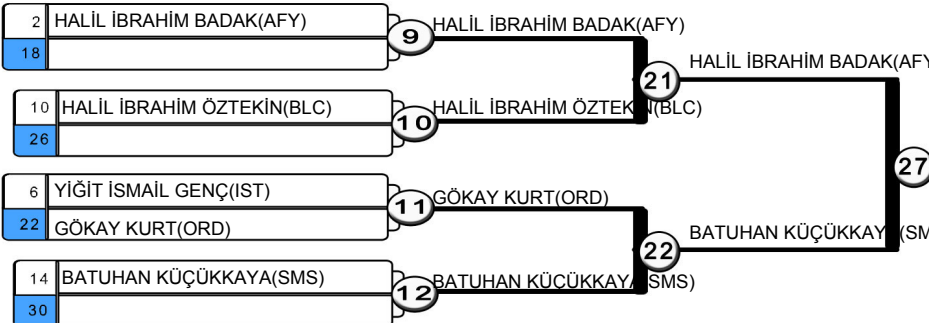 2 HALİL İBRAHİM BADAK(AFY)
18
9 HALİL İBRAHİM BADAK(AFY)
21 HALİL İBRAHİM BADAK(AFY
10 HALİL İBRAHİM ÖZTEKİN(BLC)
26
10 HALİL İBRAHİM ÖZTEKİN(BLC)
27
6 YİĞİT İSMAİL GENÇ(IST)
22 GÖKAY KURT(ORD)
11 GÖKAY KURT(ORD)
22 BATUHAN KÜÇÜKKAYA(SM
14 BATUHAN KÜÇÜKKAYA(SMS)
30
12 BATUHAN KÜÇÜKKAYA(SMS)